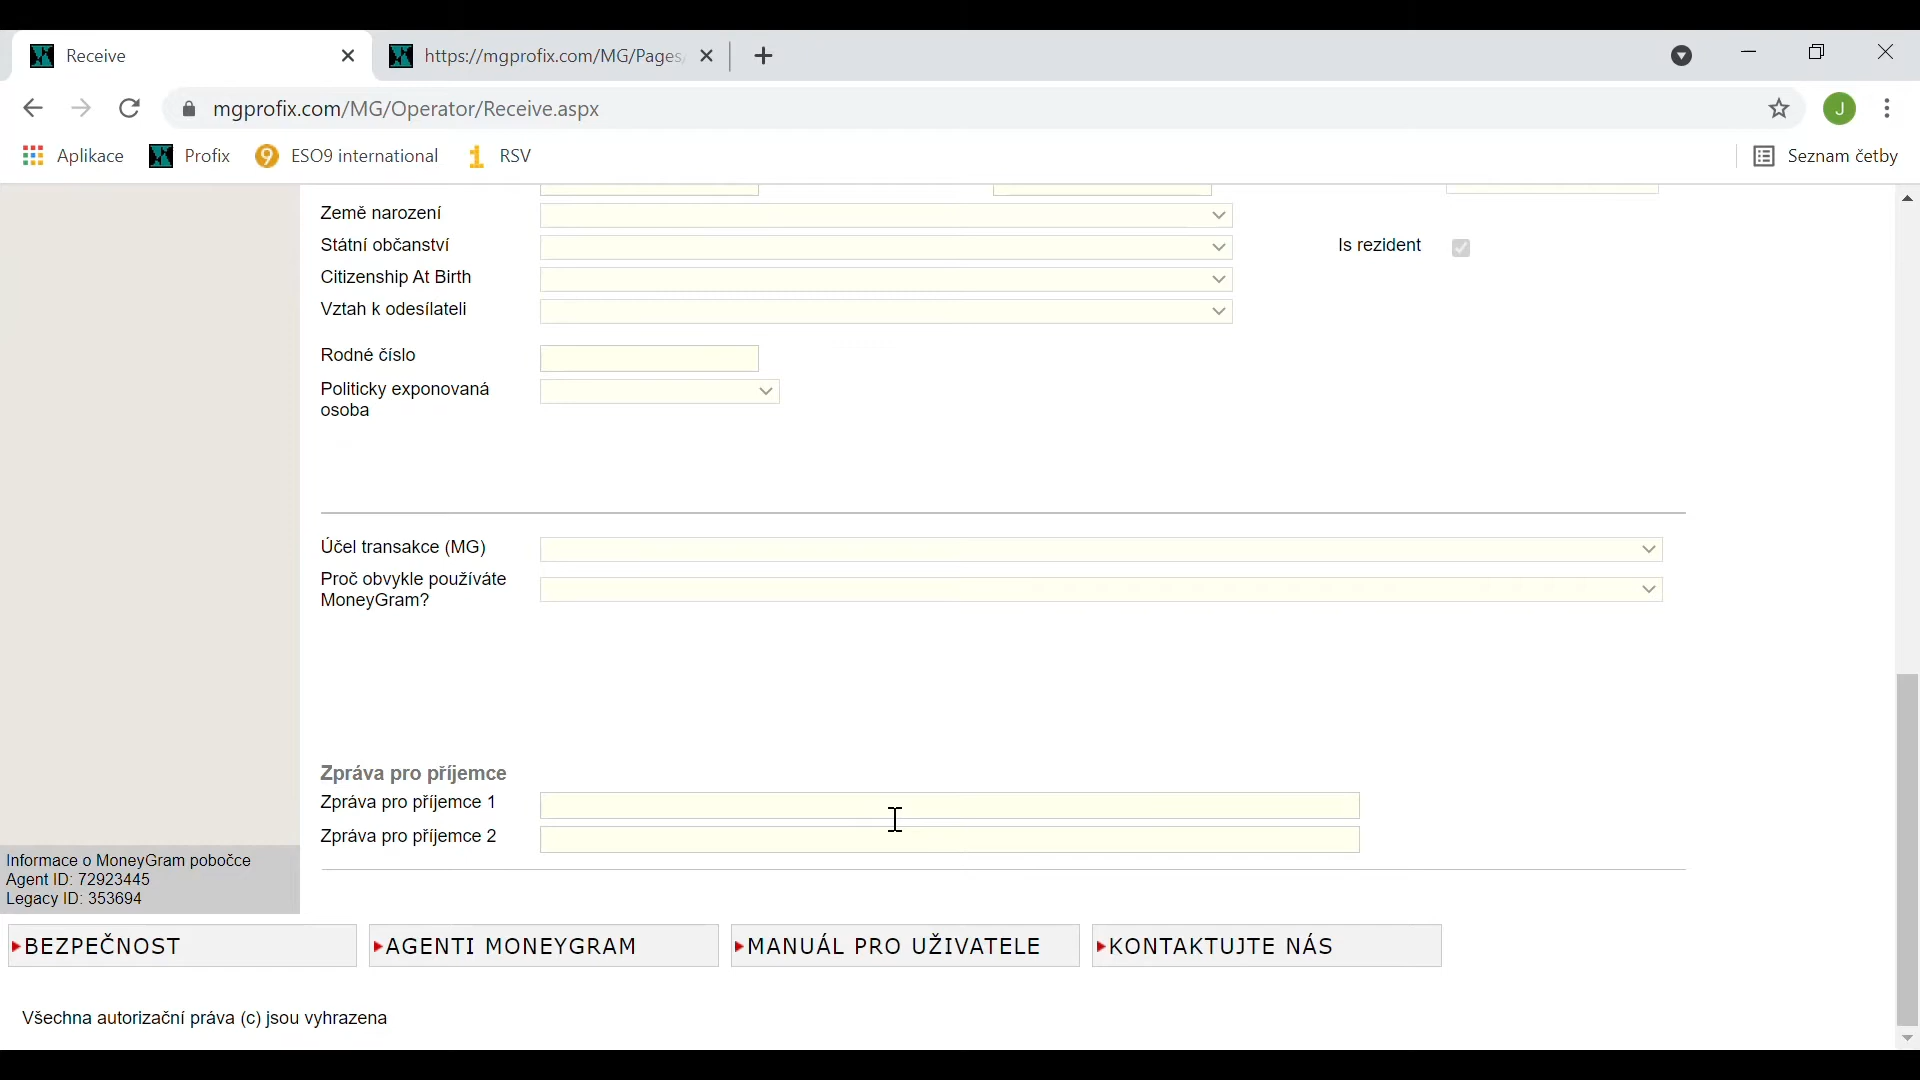 Receive
https://mgprofix.com/MG/Pages
mgprofix.com/MG/Operator/Receive.aspx
J
Aplikace
Profix
ESO9 international
RSV
Seznam četby
Země narození
Státní občanství
Is rezident
Citizenship At Birth
Vztah k odesílateli
Rodné číslo
Politicky exponovaná
osoba
Účel transakce (MG)
Proč obvykle používáte
MoneyGram?
Zpráva pro příjemce
Zpráva pro příjemce 1
Zpráva pro příjemce 2
Informace o MoneyGram pobočce
Agent ID: 72923445
Legacy ID: 353694
BEZPEČNOST
AGENTI MONEYGRAM
MANUÁL PRO UŽIVATELE
KONTAKTUJTE NÁS
Všechna autorizační práva (c) jsou vyhrazena